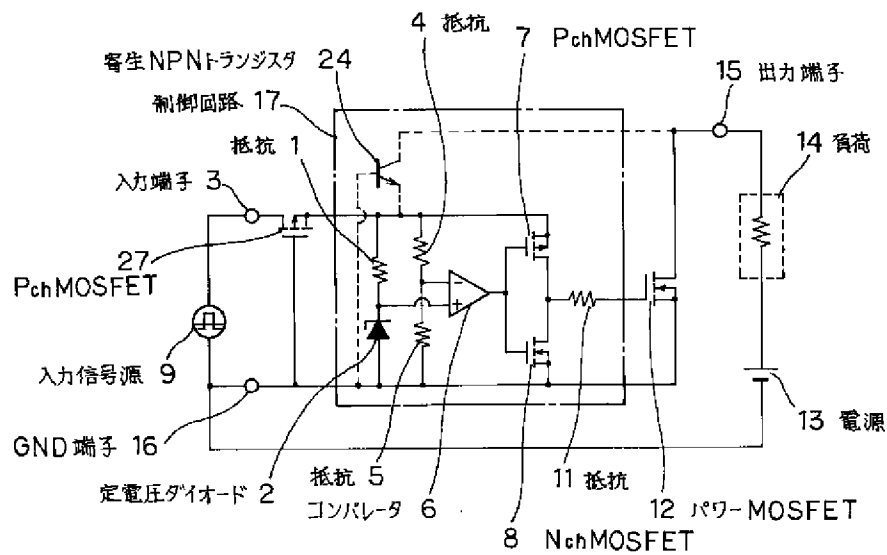 4 抵抗
7 PchMOSFET
寄生NPNトランジスタ 24
制御回路 17
15 出力端子
抵抗 1
14 負荷
入力端子 3
27
PchMOSFET
入力信号源 9
13 電源
GND端子 16
抵抗 5
11 抵抗
定電圧ダイオード 2
コンパレータ 6
12 パワーMOSFET
8 NchMOSFET